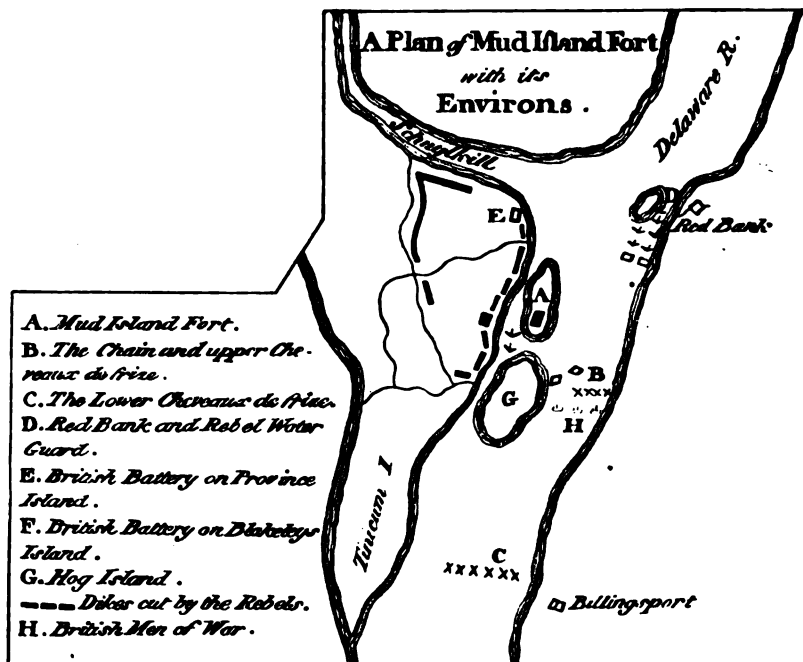 A Plan of Mud Island Fort
with its
Environs.
Schuylkill
Delaware R.
E
Red Bank
A
B
G
H
Tinicum I
C
Billingsport
A. Mud Island Fort.
B. The Chain and upper Che-
veaux de frize.
C. The Lower Cheveaux de frize.
D. Red Bank and Rebel Water
Guard.
E. British Battery on Province
Island.
F. British Battery on Blakeleys
Island.
G. Hog Island.
Dikes cut by the Rebels.
H. British Men of War.